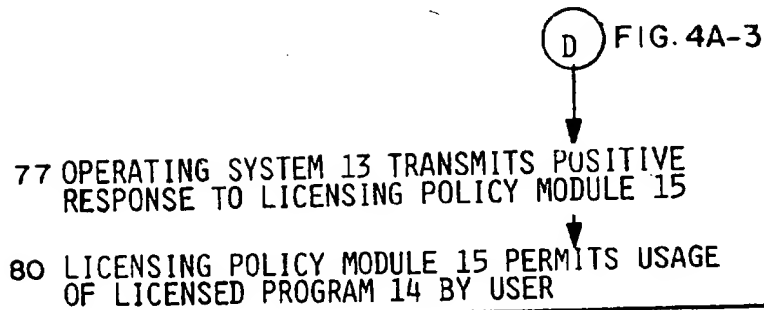 D FIG. 4A-3
77 OPERATING SYSTEM 13 TRANSMITS POSITIVE
RESPONSE TO LICENSING POLICY MODULE 15
80 LICENSING POLICY MODULE 15 PERMITS USAGE
OF LICENSED PROGRAM 14 BY USER